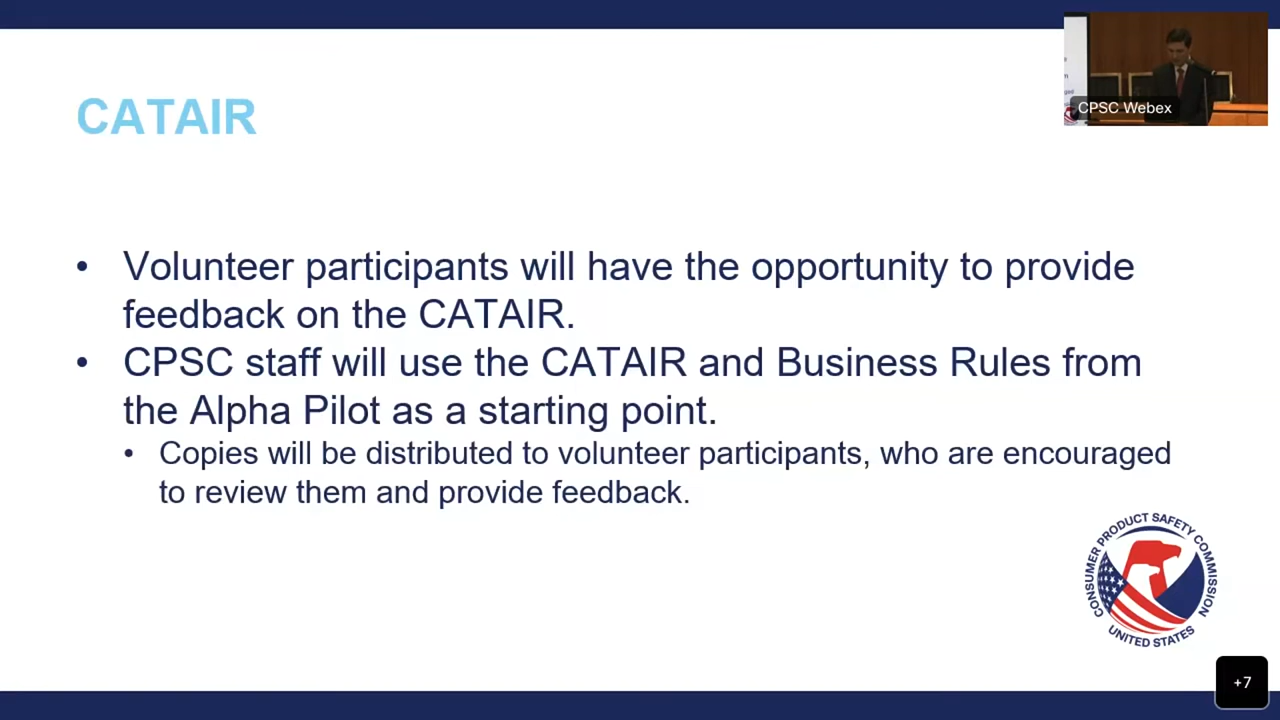 CATAIR
CPSC Webex
• Volunteer participants will have the opportunity to provide
feedback on the CATAIR.
• CPSC staff will use the CATAIR and Business Rules from
the Alpha Pilot as a starting point.
• Copies will be distributed to volunteer participants, who are encouraged
to review them and provide feedback.
CONSUMER PRODUCT SAFETY COMMISSION
UNITED STATES
+7